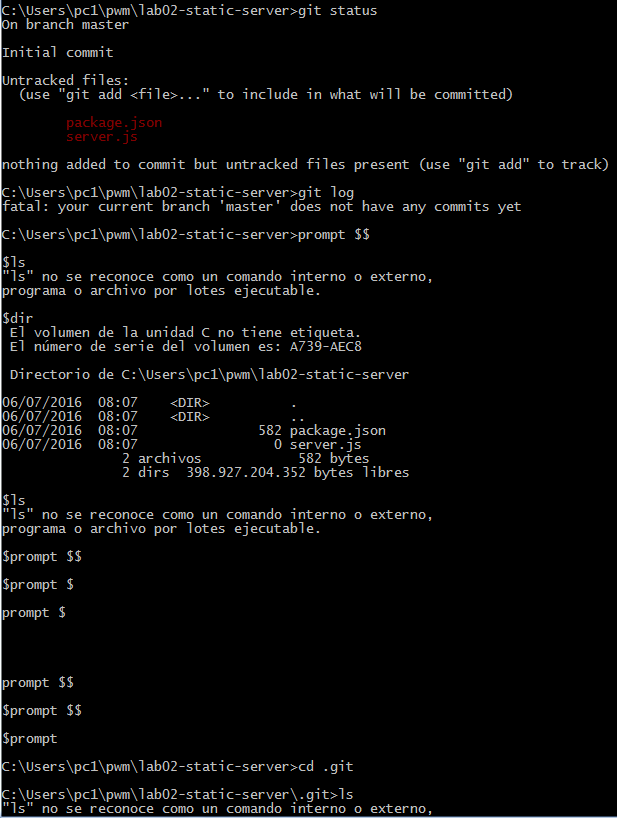 C:\Users\pc1\pwm\lab02-static-server>git status
On branch master
Initial commit
Untracked files:
(use "git add <file>..." to include in what will be committed)
package.json
server.js
nothing added to commit but untracked files present (use "git add" to track)
C:\Users\pc1\pwm\lab02-static-server>git log
fatal: your current branch 'master' does not have any commits yet
C:\Users\pc1\pwm\lab02-static-server>prompt $$
$ls
"ls" no se reconoce como un comando interno o externo,
programa o archivo por lotes ejecutable.
$dir
El volumen de la unidad C no tiene etiqueta.
El número de serie del volumen es: A739-AEC8
Directorio de C:\Users\pc1\pwm\lab02-static-server
06/07/2016  08:07    <DIR>          .
06/07/2016  08:07    <DIR>          ..
06/07/2016  08:07               582 package.json
06/07/2016  08:07                 0 server.js
2 archivos            582 bytes
2 dirs  398.927.204.352 bytes libres
$ls
"ls" no se reconoce como un comando interno o externo,
programa o archivo por lotes ejecutable.
$prompt $$
$prompt $
prompt $
prompt $$
$prompt $$
$prompt
C:\Users\pc1\pwm\lab02-static-server>cd .git
C:\Users\pc1\pwm\lab02-static-server\.git>ls
"ls" no se reconoce como un comando interno o externo,